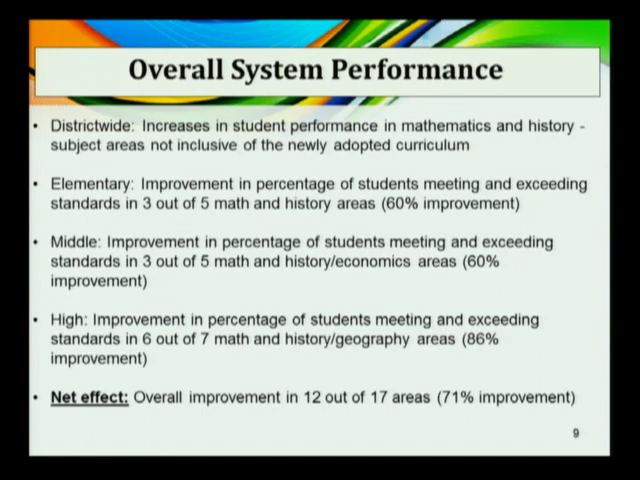 Overall System Performance
• Districtwide: Increases in student performance in mathematics and history -
subject areas not inclusive of the newly adopted curriculum
• Elementary: Improvement in percentage of students meeting and exceeding
standards in 3 out of 5 math and history areas (60% improvement)
• Middle: Improvement in percentage of students meeting and exceeding
standards in 3 out of 5 math and history/economics areas (60%
improvement)
• High: Improvement in percentage of students meeting and exceeding
standards in 6 out of 7 math and history/geography areas (86%
improvement)
• Net effect: Overall improvement in 12 out of 17 areas (71% improvement)
9